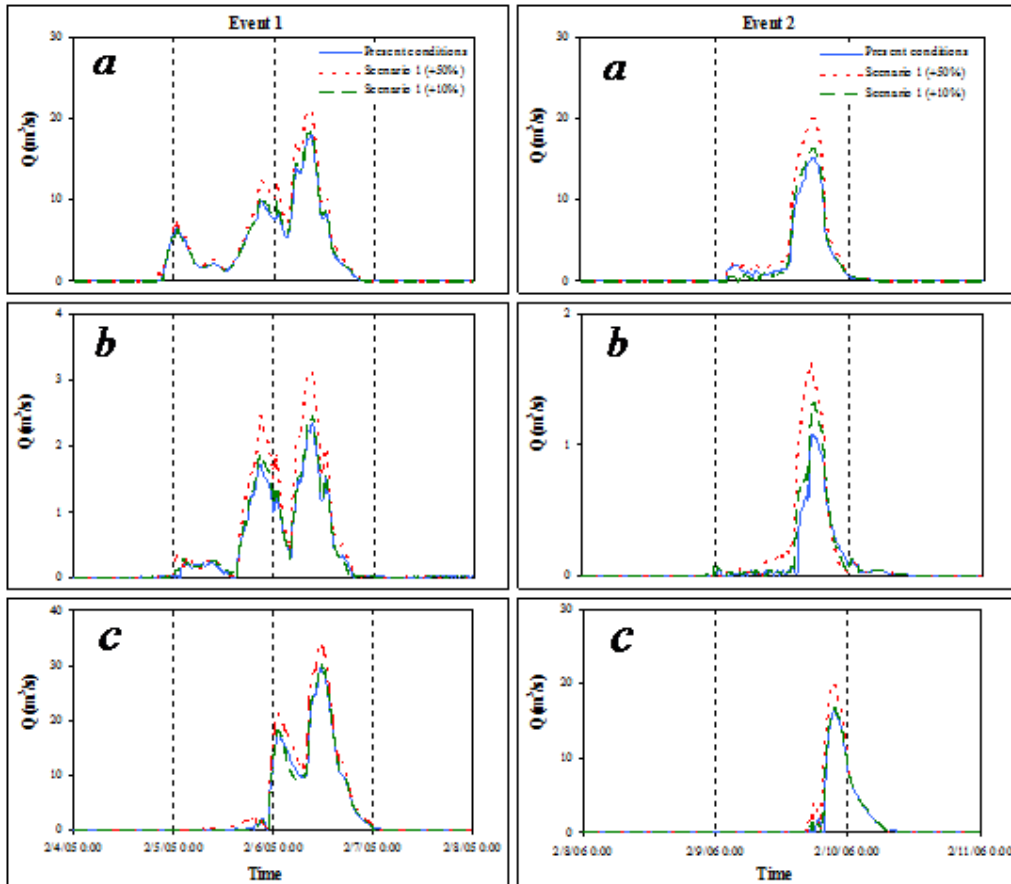 Event 1
a
Present conditions
Scenario 1 (+50%)
Scenario 1 (+10%)
Q (m³/s)
30
20
10
0
b
Q (m³/s)
4
3
2
1
0
c
Q (m³/s)
40
30
20
10
0
2/4/05 0:00
2/5/05 0:00
2/6/05 0:00
2/7/05 0:00
2/8/05 0:00
Time
Event 2
a
Present conditions
Scenario 1 (+50%)
Scenario 1 (+10%)
Q (m³/s)
30
20
10
0
b
Q (m³/s)
2
1
0
c
Q (m³/s)
30
20
10
0
2/8/06 0:00
2/9/06 0:00
2/10/06 0:00
2/11/06 0:00
Time